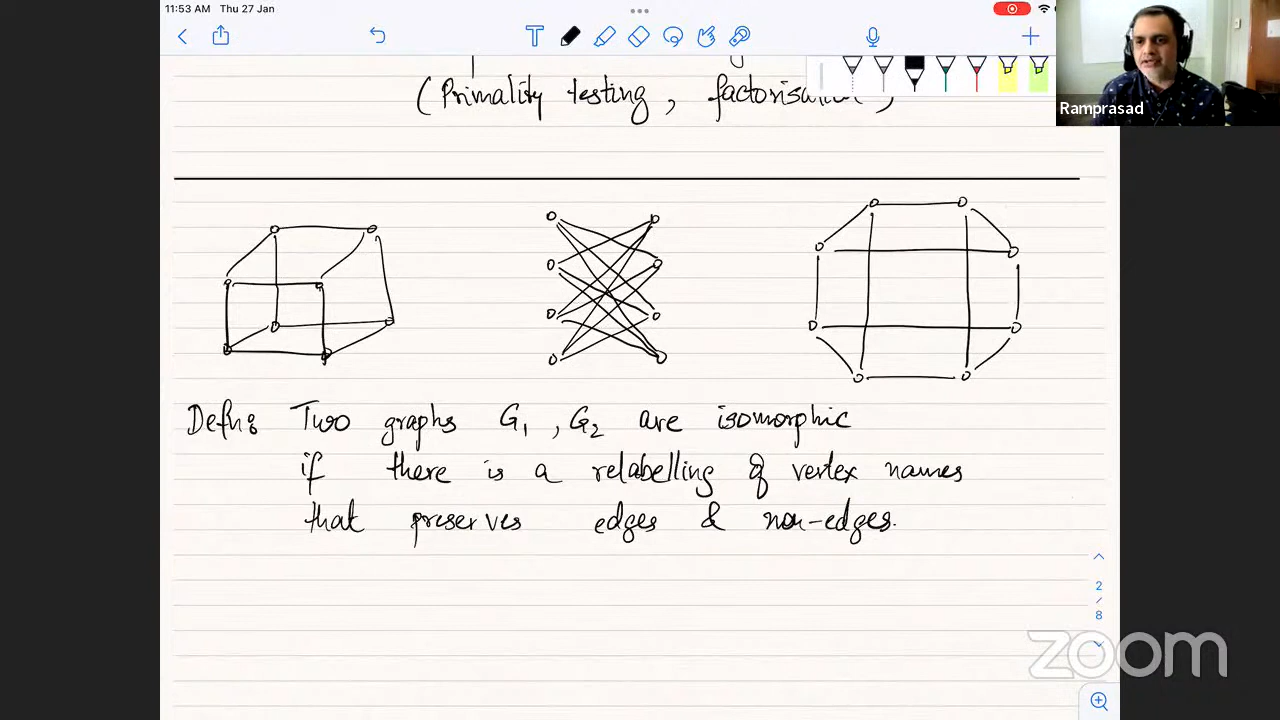 11:53 AM Thu 27 Jan
T
(Primality testing,
Ramprasad
Defn: Two graphs G₁, G₂ are isomorphic
if there is a relabelling of vertex names
that preserves edges & non-edges.
2
/
8
zoom